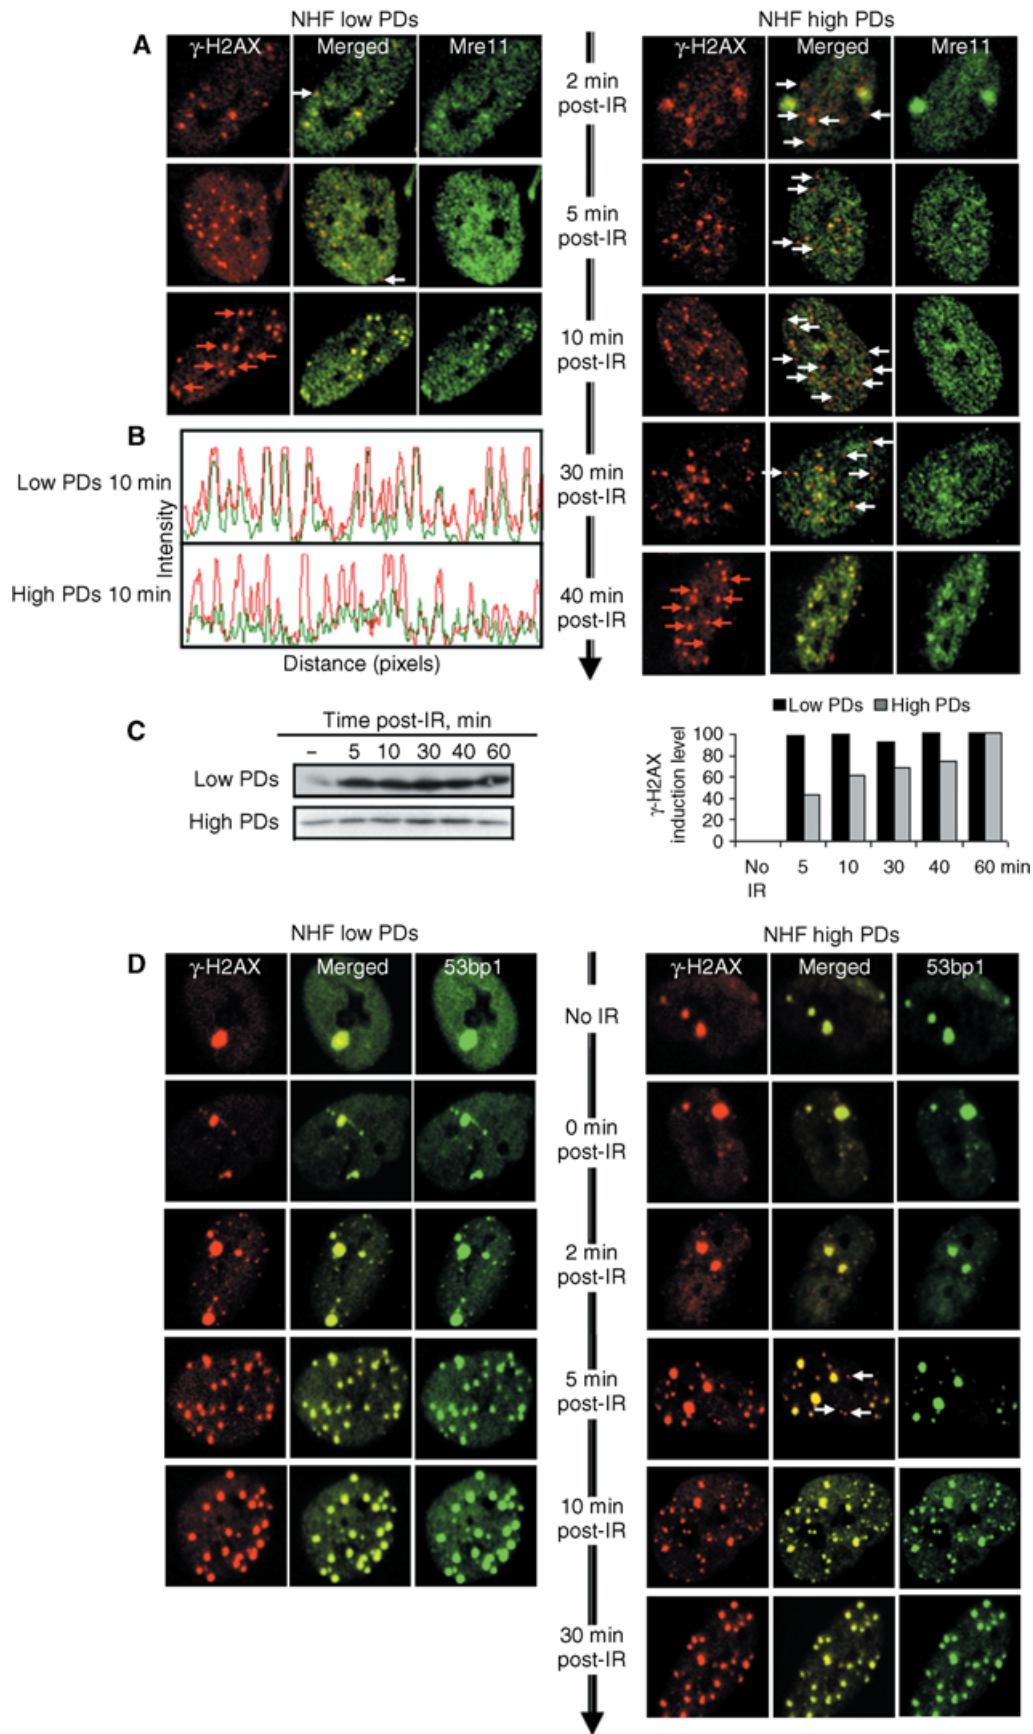 NHF low PDs
NHF high PDs
A
γ-H2AX Merged Mre11
γ-H2AX Merged Mre11
2 min
post-IR
5 min
post-IR
10 min
post-IR
30 min
post-IR
40 min
post-IR
B
Low PDs 10 min
High PDs 10 min
Intensity
Distance (pixels)
C
Time post-IR, min
– 5 10 30 40 60
Low PDs
High PDs
Low PDs High PDs
γ-H2AX
induction level
100
80
60
40
20
0
No
IR
5 10 30 40 60 min
NHF low PDs
NHF high PDs
D
γ-H2AX Merged 53bp1
γ-H2AX Merged 53bp1
No IR
0 min
post-IR
2 min
post-IR
5 min
post-IR
10 min
post-IR
30 min
post-IR